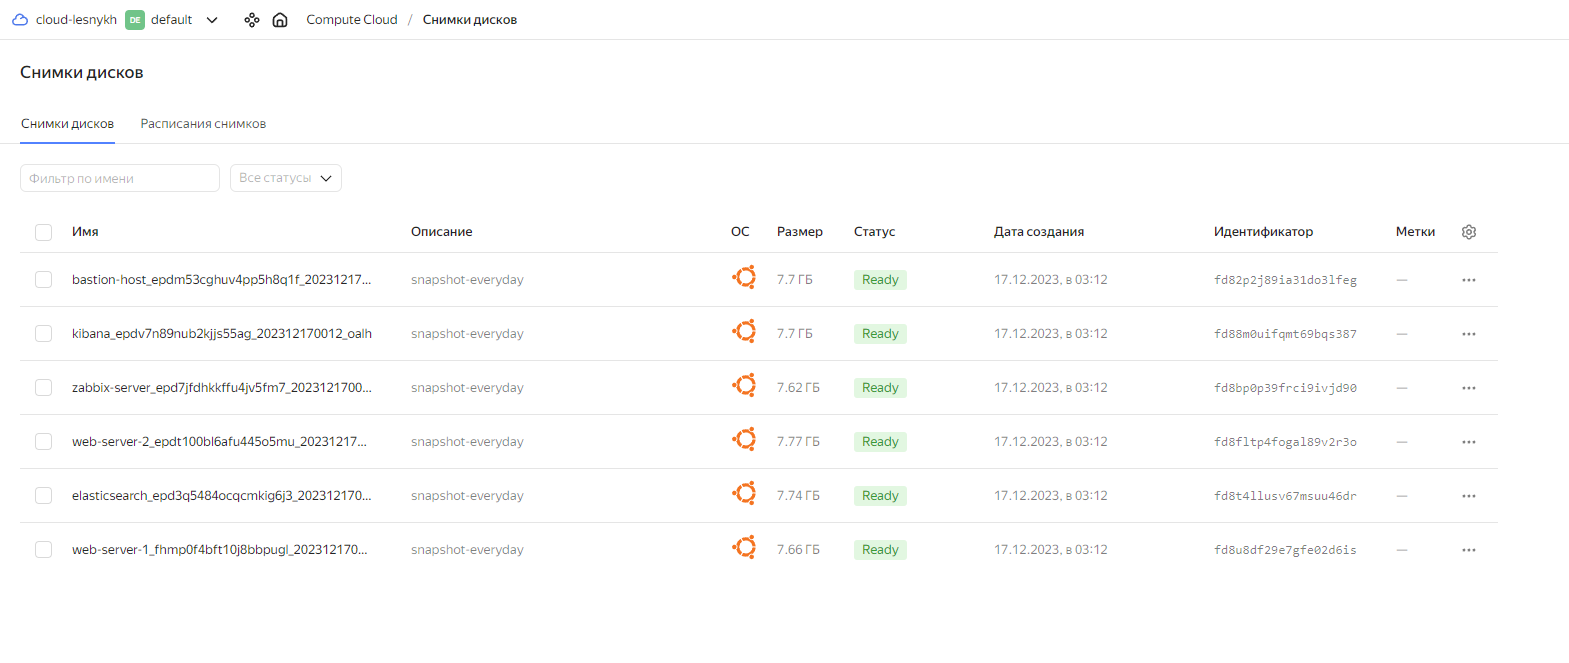 cloud-lesnykh DE default Compute Cloud / Снимки дисков
Снимки дисков
Снимки дисков Расписания снимков
Фильтр по имени Все статусы
Имя Описание ОС Размер Статус Дата создания Идентификатор Метки
bastion-host_epdm53cghuv4pp5h8q1f_20231217... snapshot-everyday 7.7 ГБ Ready 17.12.2023, в 03:12 fd82p2j89ia31do3lfeg — ...
kibana_epdv7n89nub2kjjs55ag_202312170012_oalh snapshot-everyday 7.7 ГБ Ready 17.12.2023, в 03:12 fd88m0uifqmt69bqs387 — ...
zabbix-server_epd7jfdhkkffu4jv5fm7_2023121700... snapshot-everyday 7.62 ГБ Ready 17.12.2023, в 03:12 fd8bp0p39frci9ivjd90 — ...
web-server-2_epdt100bl6afu445o5mu_20231217... snapshot-everyday 7.77 ГБ Ready 17.12.2023, в 03:12 fd8fltp4fogal89v2r3o — ...
elasticsearch_epd3q5484ocqcmkig6j3_202312170... snapshot-everyday 7.74 ГБ Ready 17.12.2023, в 03:12 fd8t4llusv67msuu46dr — ...
web-server-1_fhmp0f4bft10j8bbpugl_202312170... snapshot-everyday 7.66 ГБ Ready 17.12.2023, в 03:12 fd8u8df29e7gfe02d6is — ...